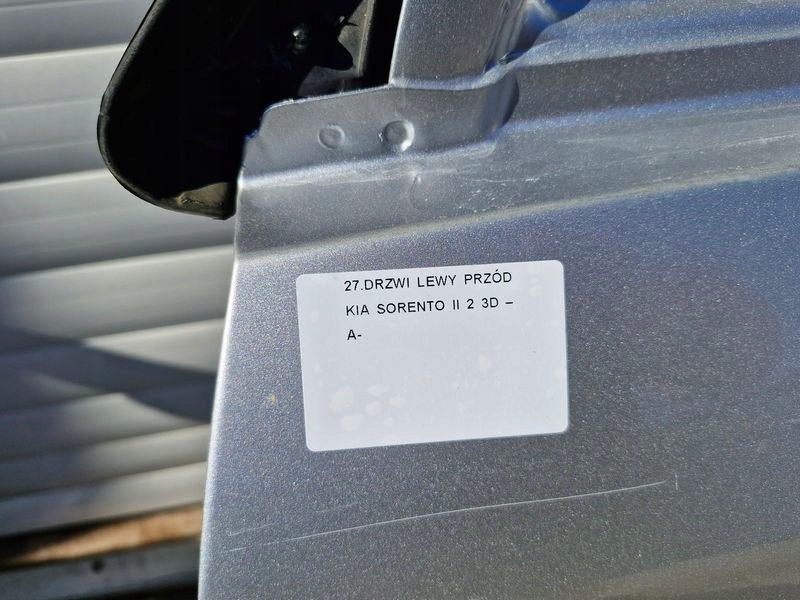 27.DRZWI LEWY PRZÓD
KIA SORENTO II 2 3D –
A-